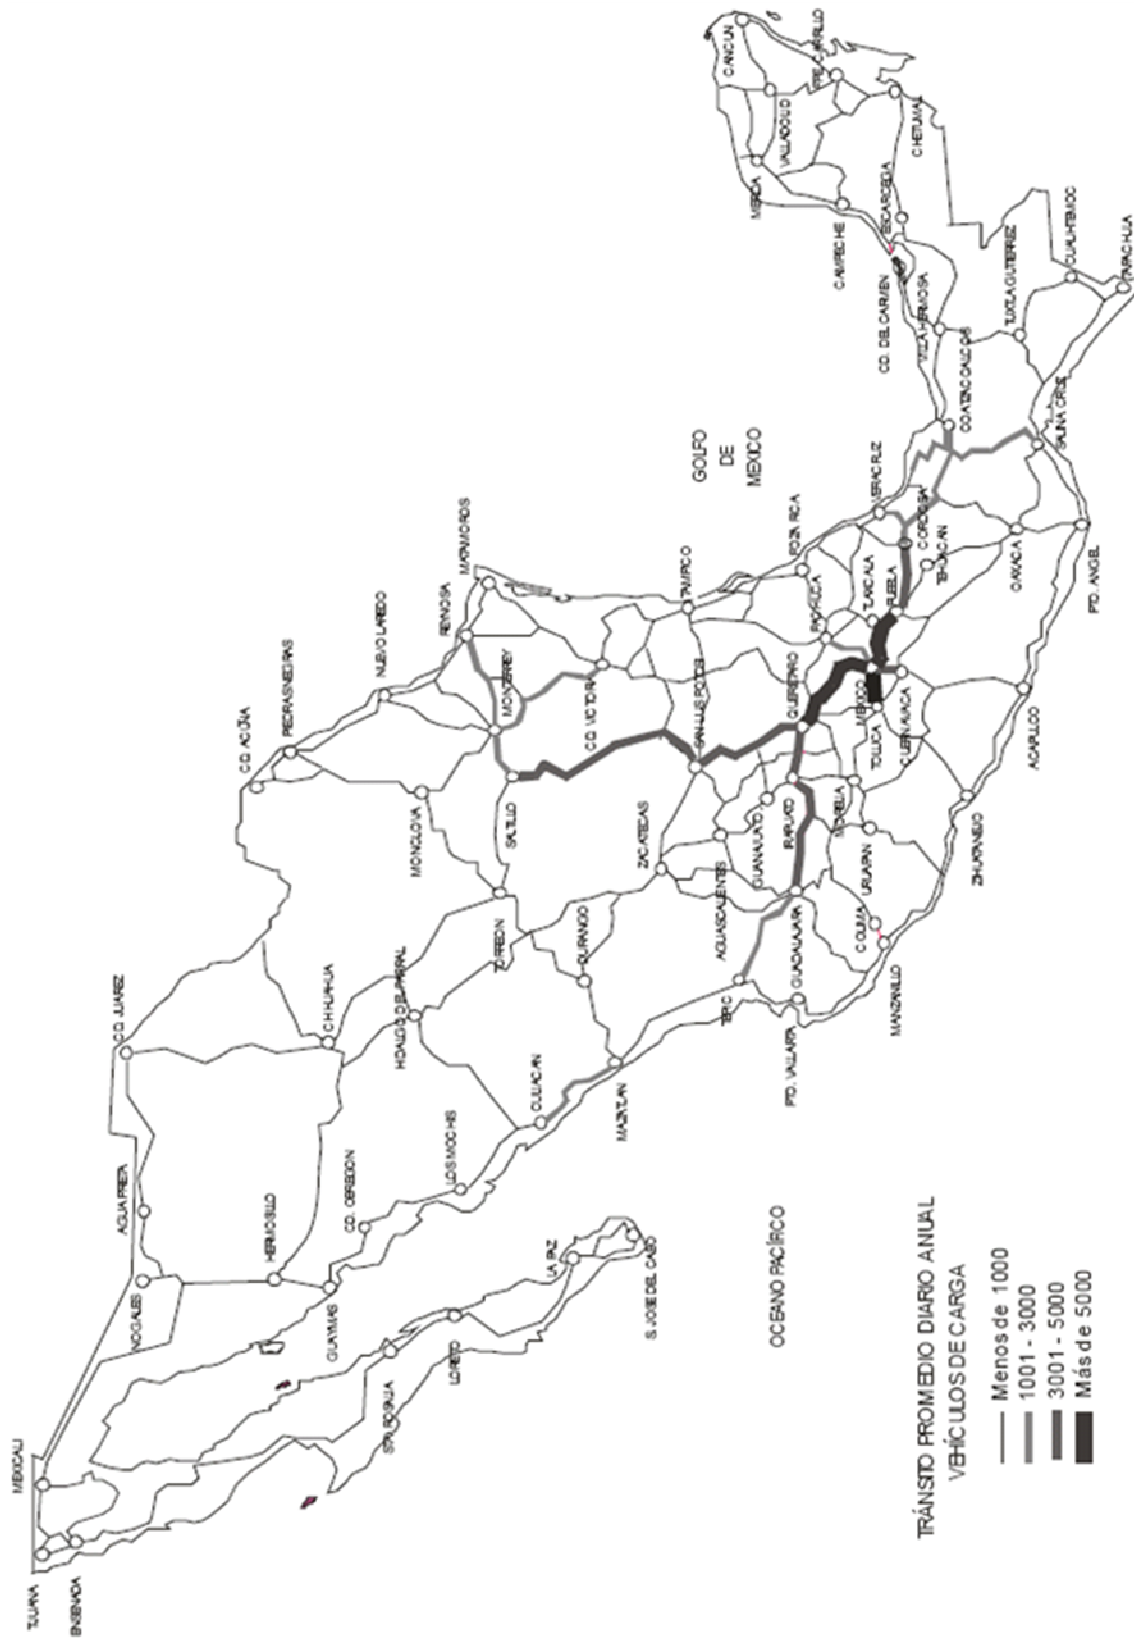 TIJUANA
ENSENADA
MEXICALI
NOGALES
AGUA PRIETA
CD. JUAREZ
HERMOSILLO
GUAYMAS
CD. OBREGON
CHIHUAHUA
HIDALGO DEL PARRAL
LOS MOCHIS
CULIACAN
MAZATLAN
STA. ROSALIA
LORETO
LA PAZ
S. JOSE DEL CABO
CD. ACUÑA
PIEDRAS NEGRAS
NUEVO LAREDO
REYNOSA
MATAMOROS
MONCLOVA
MONTERREY
SALTILLO
TORREON
DURANGO
ZACATECAS
CD. VICTORIA
SAN LUIS POTOSI
TAMPICO
AGUASCALIENTES
GUANAJUATO
IRAPUATO
QUERETARO
TEPIC
GUADALAJARA
PTO. VALLARTA
COLIMA
MANZANILLO
MORELIA
URUAPAN
ZIHUATANEJO
TOLUCA
MEXICO
CUERNAVACA
PACHUCA
TLAXCALA
PUEBLA
POZA RICA
VERACRUZ
CORDOBA
TEHUACAN
ACAPULCO
OAXACA
PTO. ANGEL
SALINA CRUZ
COATZACOALCOS
VILLAHERMOSA
CD. DEL CARMEN
TUXTLA GUTIERREZ
CUAUHTEMOC
TAPACHULA
ESCARCEGA
CAMPECHE
MERIDA
VALLADOLID
CANCUN
CHETUMAL
GOLFO
DE
MEXICO
OCEANO PACÍFICO
TRÁNSITO PROMEDIO DIARIO ANUAL
VEHÍCULOS DE CARGA
Menos de 1000
1001 - 3000
3001 - 5000
Más de 5000